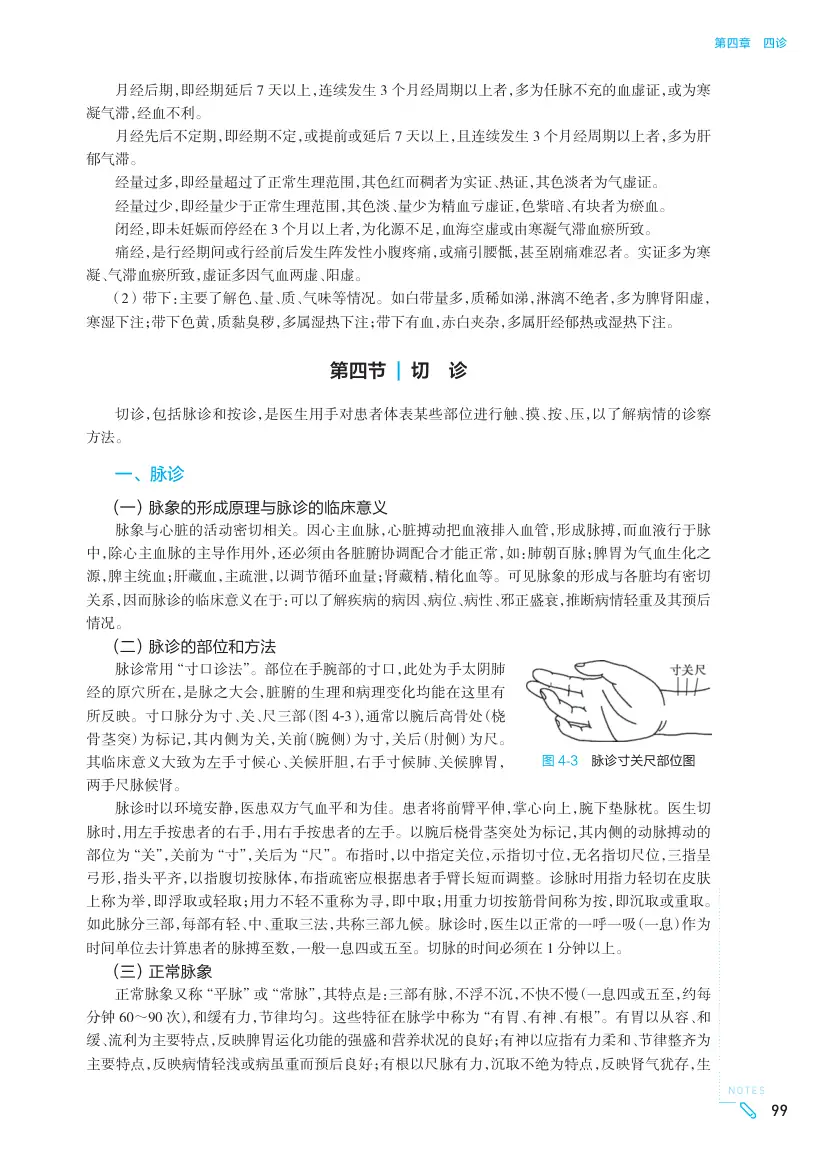 第四章 四诊
月经后期,即经期延后 7 天以上,连续发生 3 个月经周期以上者,多为任脉不充的血虚证,或为寒
凝气滞,经血不利。
月经先后不定期,即经期不定,或提前或延后 7 天以上,且连续发生 3 个月经周期以上者,多为肝
郁气滞。
经量过多,即经量超过了正常生理范围,其色红而稠者为实证、热证,其色淡者为气虚证。
经量过少,即经量少于正常生理范围,其色淡、量少为精血亏虚证,色紫暗、有块者为瘀血。
闭经,即未妊娠而停经在 3 个月以上者,为化源不足,血海空虚或由寒凝气滞血瘀所致。
痛经,是行经期间或行经前后发生阵发性小腹疼痛,或痛引腰骶,甚至剧痛难忍者。实证多为寒
凝、气滞血瘀所致,虚证多因气血两虚、阳虚。
(2)带下:主要了解色、量、质、气味等情况。如白带量多,质稀如涕,淋漓不绝者,多为脾肾阳虚,
寒湿下注;带下色黄,质黏臭秽,多属湿热下注;带下有血,赤白夹杂,多属肝经郁热或湿热下注。
第四节 | 切 诊
切诊,包括脉诊和按诊,是医生用手对患者体表某些部位进行触、摸、按、压,以了解病情的诊察
方法。
一、脉诊
(一)脉象的形成原理与脉诊的临床意义
脉象与心脏的活动密切相关。因心主血脉,心脏搏动把血液排入血管,形成脉搏,而血液行于脉
中,除心主血脉的主导作用外,还必须由各脏腑协调配合才能正常,如:肺朝百脉;脾胃为气血生化之
源,脾主统血;肝藏血,主疏泄,以调节循环血量;肾藏精,精化血等。可见脉象的形成与各脏均有密切
关系,因而脉诊的临床意义在于:可以了解疾病的病因、病位、病性、邪正盛衰,推断病情轻重及其预后
情况。
(二)脉诊的部位和方法
脉诊常用“寸口诊法”。部位在手腕部的寸口,此处为手太阴肺
经的原穴所在,是脉之大会,脏腑的生理和病理变化均能在这里有
所反映。寸口脉分为寸、关、尺三部(图 4-3),通常以腕后高骨处(桡
骨茎突)为标记,其内侧为关,关前(腕侧)为寸,关后(肘侧)为尺。
其临床意义大致为左手寸候心、关候肝胆,右手寸候肺、关候脾胃,
两手尺脉候肾。
寸关尺
图 4-3 脉诊寸关尺部位图
脉诊时以环境安静,医患双方气血平和为佳。患者将前臂平伸,掌心向上,腕下垫脉枕。医生切
脉时,用左手按患者的右手,用右手按患者的左手。以腕后桡骨茎突处为标记,其内侧的动脉搏动的
部位为“关”,关前为“寸”,关后为“尺”。布指时,以中指定关位,示指切寸位,无名指切尺位,三指呈
弓形,指头平齐,以指腹切按脉体,布指疏密应根据患者手臂长短而调整。诊脉时用指力轻切在皮肤
上称为举,即浮取或轻取;用力不轻不重称为寻,即中取;用重力切按筋骨间称为按,即沉取或重取。
如此脉分三部,每部有轻、中、重取三法,共称三部九候。脉诊时,医生以正常的一呼一吸(一息)作为
时间单位去计算患者的脉搏至数,一般一息四或五至。切脉的时间必须在 1 分钟以上。
(三)正常脉象
正常脉象又称“平脉”或“常脉”,其特点是:三部有脉,不浮不沉,不快不慢(一息四或五至,约每
分钟 60~90 次),和缓有力,节律均匀。这些特征在脉学中称为“有胃、有神、有根”。有胃以从容、和
缓、流利为主要特点,反映脾胃运化功能的强盛和营养状况的良好;有神以应指有力柔和、节律整齐为
主要特点,反映病情轻浅或病虽重而预后良好;有根以尺脉有力,沉取不绝为特点,反映肾气犹存,生
NOTES
99